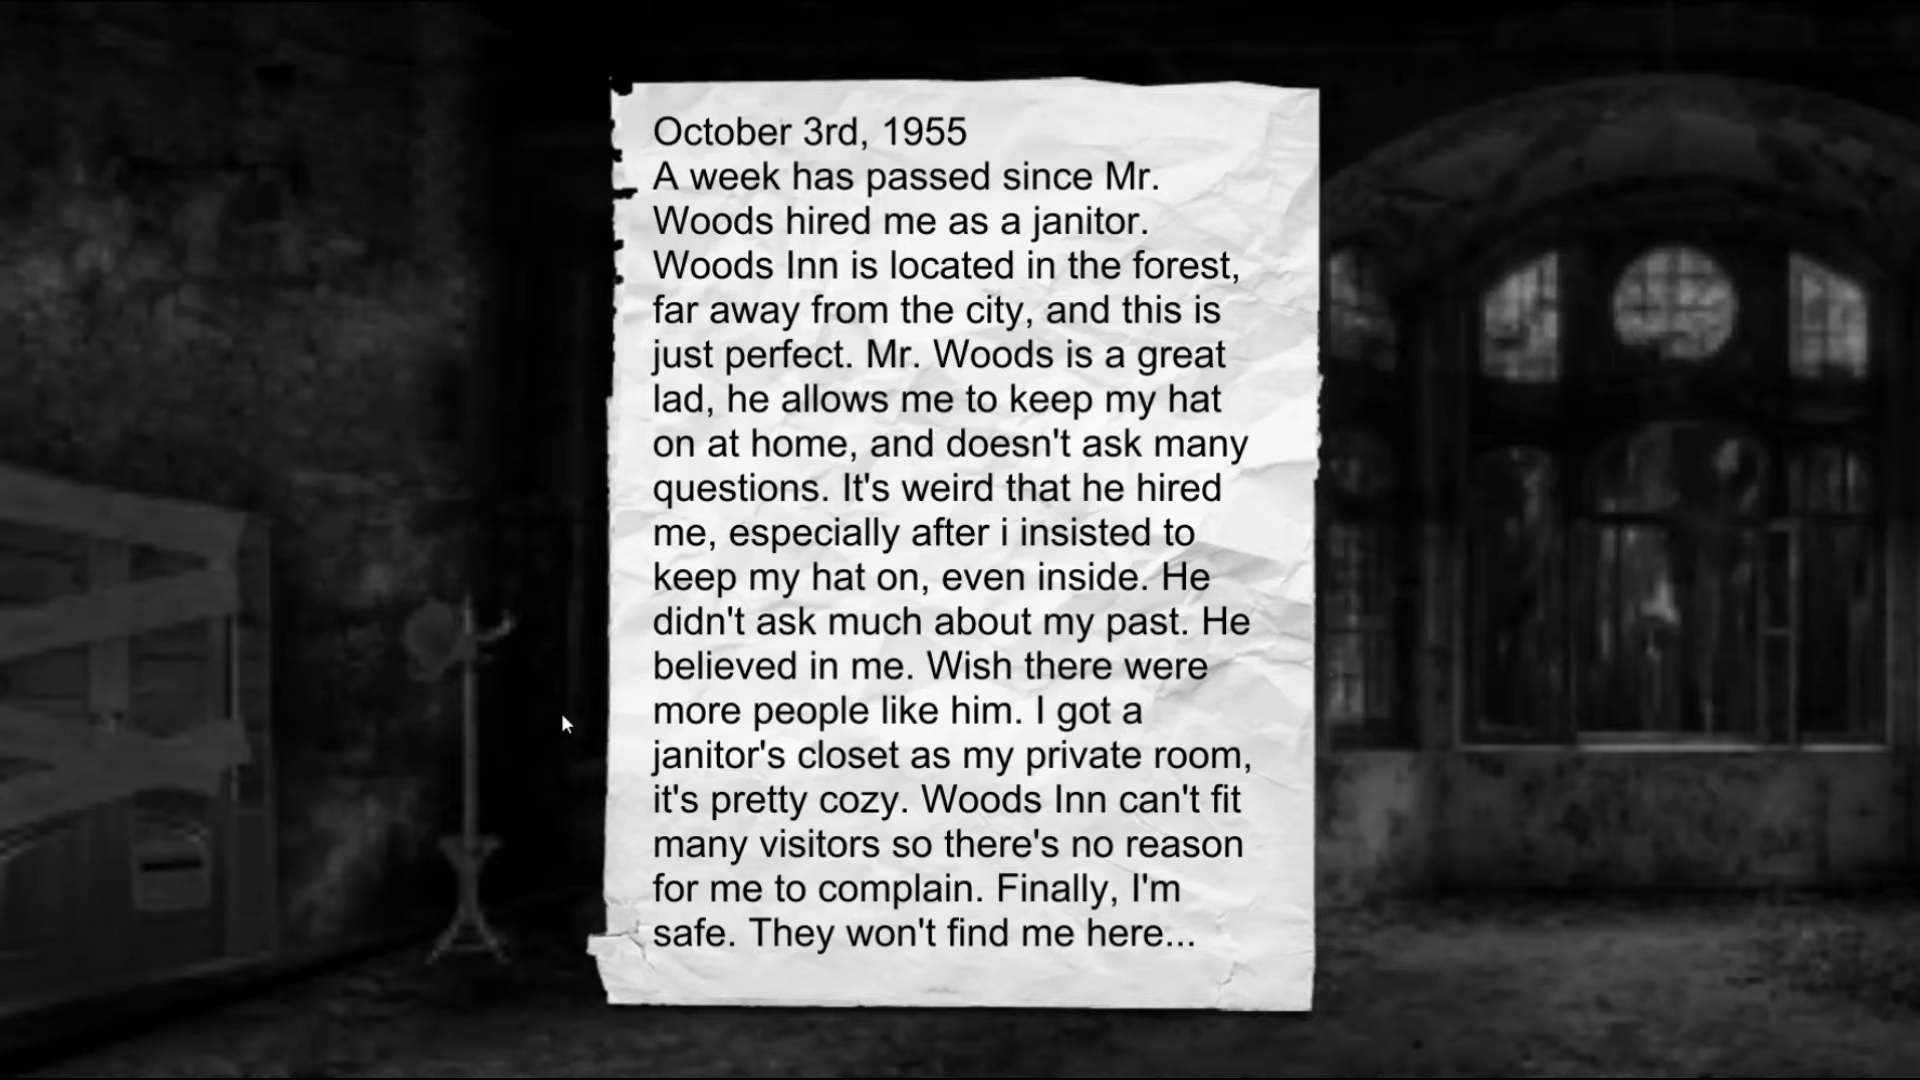 October 3rd, 1955
A week has passed since Mr.
Woods hired me as a janitor.
Woods Inn is located in the forest,
far away from the city, and this is
just perfect. Mr. Woods is a great
lad, he allows me to keep my hat
on at home, and doesn't ask many
questions. It's weird that he hired
me, especially after i insisted to
keep my hat on, even inside. He
didn't ask much about my past. He
believed in me. Wish there were
more people like him. I got a
janitor's closet as my private room,
it's pretty cozy. Woods Inn can't fit
many visitors so there's no reason
for me to complain. Finally, I'm
safe. They won't find me here...